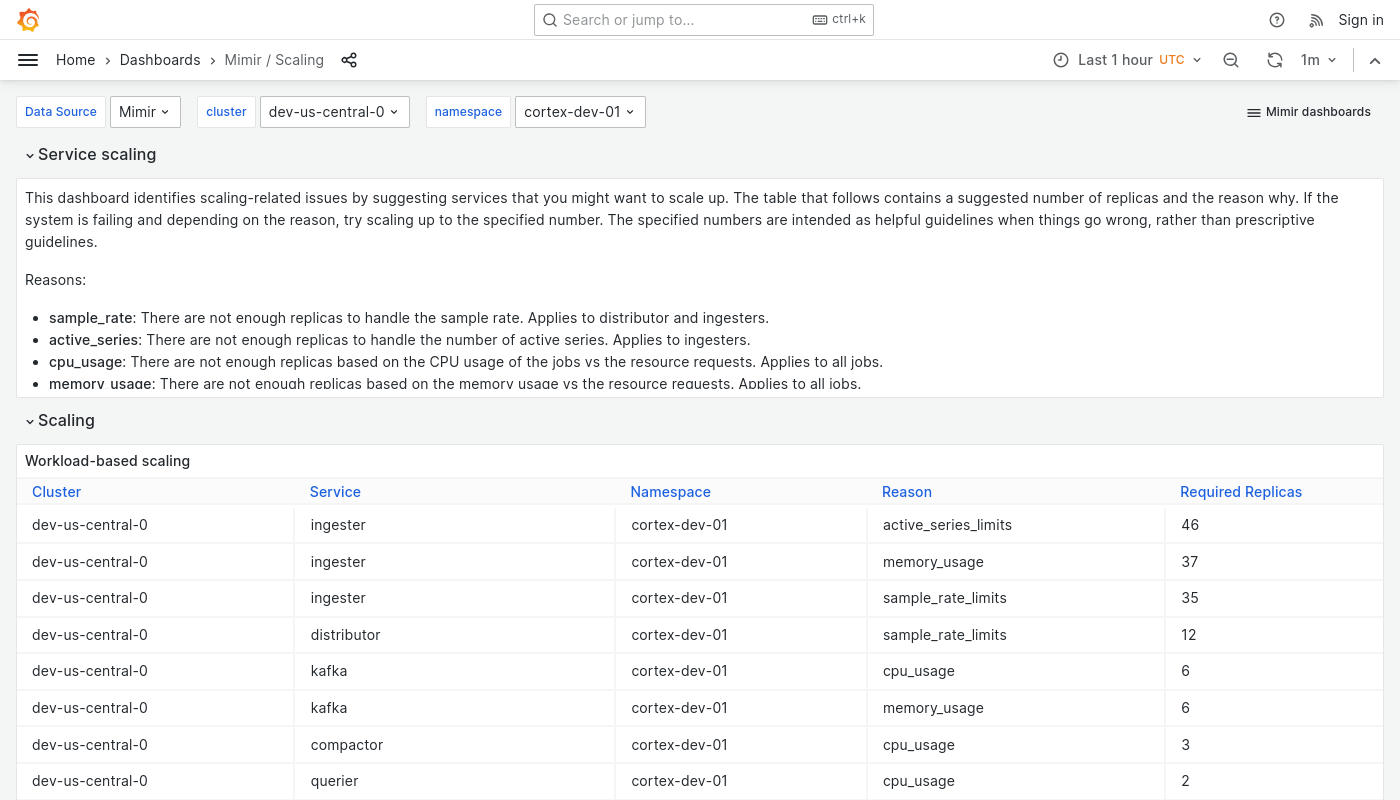 Search or jump to... ctrl+k Sign in
Home Dashboards Mimir / Scaling Last 1 hour UTC 1m
Data Source Mimir cluster dev-us-central-0 namespace cortex-dev-01 Mimir dashboards
Service scaling
This dashboard identifies scaling-related issues by suggesting services that you might want to scale up. The table that follows contains a suggested number of replicas and the reason why. If the
system is failing and depending on the reason, try scaling up to the specified number. The specified numbers are intended as helpful guidelines when things go wrong, rather than prescriptive
guidelines.
Reasons:
• sample_rate: There are not enough replicas to handle the sample rate. Applies to distributor and ingesters.
• active_series: There are not enough replicas to handle the number of active series. Applies to ingesters.
• cpu_usage: There are not enough replicas based on the CPU usage of the jobs vs the resource requests. Applies to all jobs.
• memory_usage: There are not enough replicas based on the memory usage vs the resource requests. Applies to all jobs.
Scaling
Workload-based scaling
Cluster Service Namespace Reason Required Replicas
dev-us-central-0 ingester cortex-dev-01 active_series_limits 46
dev-us-central-0 ingester cortex-dev-01 memory_usage 37
dev-us-central-0 ingester cortex-dev-01 sample_rate_limits 35
dev-us-central-0 distributor cortex-dev-01 sample_rate_limits 12
dev-us-central-0 kafka cortex-dev-01 cpu_usage 6
dev-us-central-0 kafka cortex-dev-01 memory_usage 6
dev-us-central-0 compactor cortex-dev-01 cpu_usage 3
dev-us-central-0 querier cortex-dev-01 cpu_usage 2